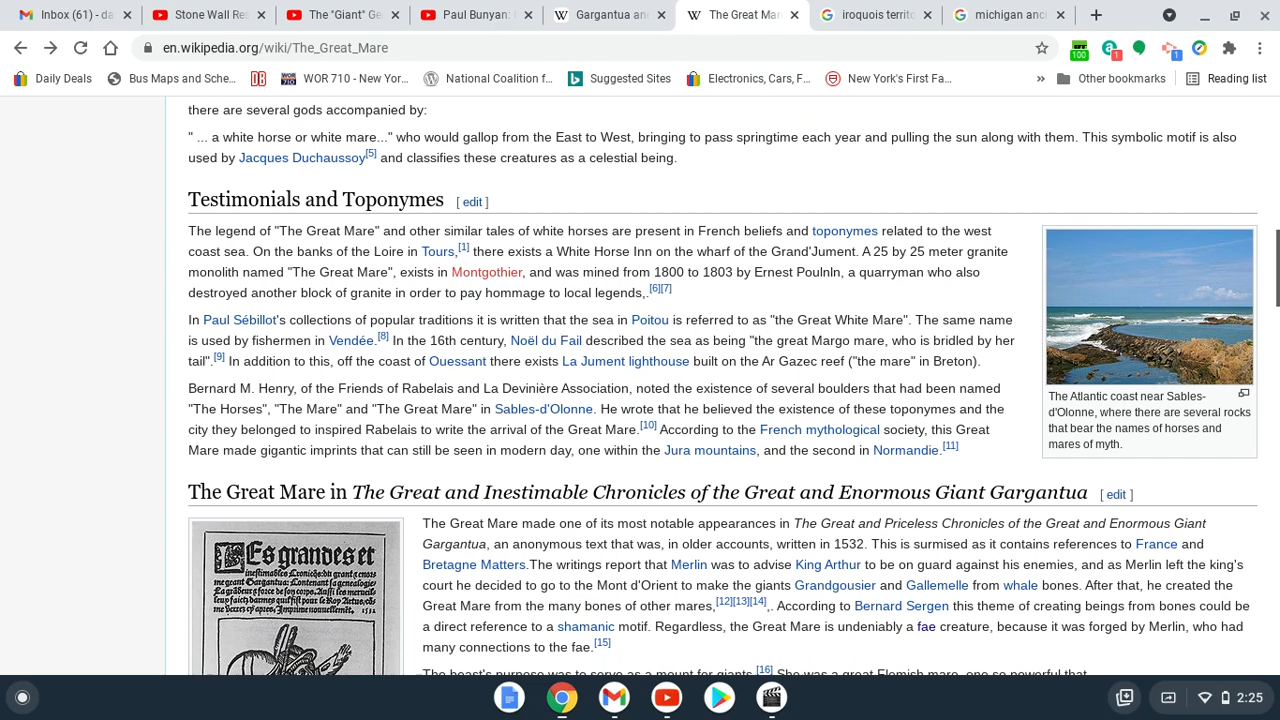 Inbox (61) - da
Stone Wall Res
The "Giant" Ge
Paul Bunyan:
Gargantua an
The Great Mar
iroquois territo
michigan anci
en.wikipedia.org/wiki/The_Great_Mare
100
1
1
Daily Deals
Bus Maps and Sche...
WOR 710 - New Yor...
National Coalition f...
Suggested Sites
Electronics, Cars, F...
New York's First Fa...
»
Other bookmarks
Reading list
there are several gods accompanied by:
" ... a white horse or white mare..." who would gallop from the East to West, bringing to pass springtime each year and pulling the sun along with them. This symbolic motif is also
used by Jacques Duchaussoy[5] and classifies these creatures as a celestial being.
Testimonials and Toponymes [ edit ]
The legend of "The Great Mare" and other similar tales of white horses are present in French beliefs and toponymes related to the west
coast sea. On the banks of the Loire in Tours,[1] there exists a White Horse Inn on the wharf of the Grand'Jument. A 25 by 25 meter granite
monolith named "The Great Mare", exists in Montgothier, and was mined from 1800 to 1803 by Ernest Poulnln, a quarryman who also
destroyed another block of granite in order to pay hommage to local legends,.[6][7]
In Paul Sébillot's collections of popular traditions it is written that the sea in Poitou is referred to as "the Great White Mare". The same name
is used by fishermen in Vendée.[8] In the 16th century, Noël du Fail described the sea as being "the great Margo mare, who is bridled by her
tail".[9] In addition to this, off the coast of Ouessant there exists La Jument lighthouse built on the Ar Gazec reef ("the mare" in Breton).
Bernard M. Henry, of the Friends of Rabelais and La Devinière Association, noted the existence of several boulders that had been named
"The Horses", "The Mare" and "The Great Mare" in Sables-d'Olonne. He wrote that he believed the existence of these toponymes and the
city they belonged to inspired Rabelais to write the arrival of the Great Mare.[10] According to the French mythological society, this Great
Mare made gigantic imprints that can still be seen in modern day, one within the Jura mountains, and the second in Normandie.[11]
The Atlantic coast near Sables-
d'Olonne, where there are several rocks
that bear the names of horses and
mares of myth.
The Great Mare in The Great and Inestimable Chronicles of the Great and Enormous Giant Gargantua [ edit ]
LEs grandes et
The Great Mare made one of its most notable appearances in The Great and Priceless Chronicles of the Great and Enormous Giant
Gargantua, an anonymous text that was, in older accounts, written in 1532. This is surmised as it contains references to France and
Bretagne Matters.The writings report that Merlin was to advise King Arthur to be on guard against his enemies, and as Merlin left the king's
court he decided to go to the Mont d'Orient to make the giants Grandgousier and Gallemelle from whale bones. After that, he created the
Great Mare from the many bones of other mares,[12][13][14],. According to Bernard Sergen this theme of creating beings from bones could be
a direct reference to a shamanic motif. Regardless, the Great Mare is undeniably a fae creature, because it was forged by Merlin, who had
many connections to the fae.[15]
The beast's purpose was to serve as a mount for giants.[16] She was a great Flemish mare, one so powerful that
2:25